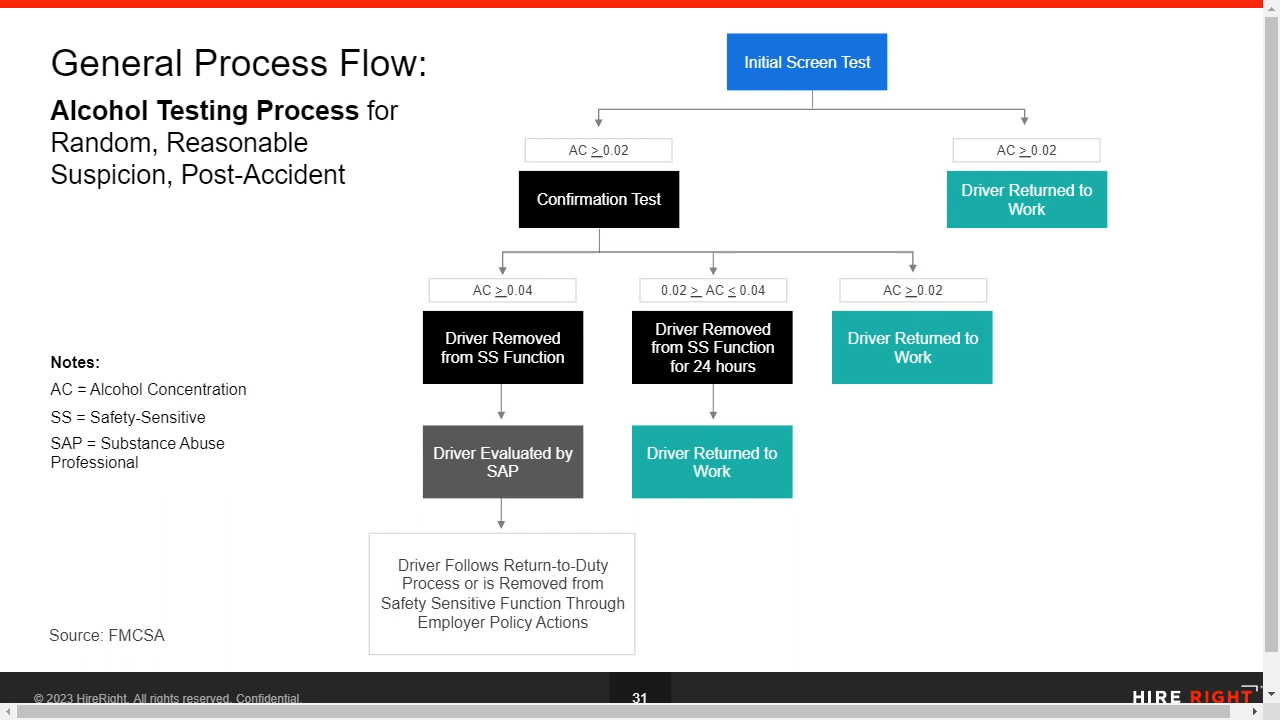 General Process Flow:
Alcohol Testing Process for
Random, Reasonable
Suspicion, Post-Accident
Initial Screen Test
AC ≥ 0.02
AC ≥ 0.02
Confirmation Test
Driver Returned to
Work
AC ≥ 0.04
0.02 ≥ AC ≤ 0.04
AC ≥ 0.02
Driver Removed
from SS Function
Driver Removed
from SS Function
for 24 hours
Driver Returned to
Work
Driver Evaluated by
SAP
Driver Returned to
Work
Driver Follows Return-to-Duty
Process or is Removed from
Safety Sensitive Function Through
Employer Policy Actions
Notes:
AC = Alcohol Concentration
SS = Safety-Sensitive
SAP = Substance Abuse
Professional
Source: FMCSA
© 2023 HireRight. All rights reserved. Confidential.
31
HIRE RIGHT